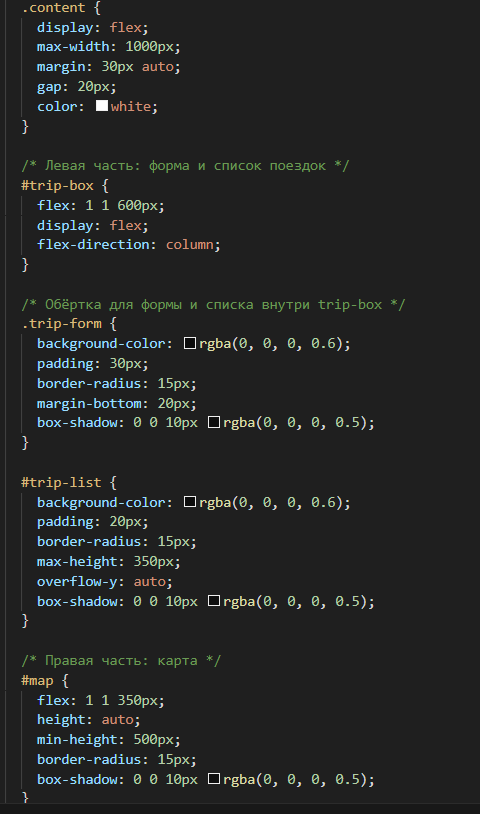 .content {
  display: flex;
  max-width: 1000px;
  margin: 30px auto;
  gap: 20px;
  color: white;
}

/* Левая часть: форма и список поездок */
#trip-box {
  flex: 1 1 600px;
  display: flex;
  flex-direction: column;
}

/* Обёртка для формы и списка внутри trip-box */
.trip-form {
  background-color: rgba(0, 0, 0, 0.6);
  padding: 30px;
  border-radius: 15px;
  margin-bottom: 20px;
  box-shadow: 0 0 10px rgba(0, 0, 0, 0.5);
}

#trip-list {
  background-color: rgba(0, 0, 0, 0.6);
  padding: 20px;
  border-radius: 15px;
  max-height: 350px;
  overflow-y: auto;
  box-shadow: 0 0 10px rgba(0, 0, 0, 0.5);
}

/* Правая часть: карта */
#map {
  flex: 1 1 350px;
  height: auto;
  min-height: 500px;
  border-radius: 15px;
  box-shadow: 0 0 10px rgba(0, 0, 0, 0.5);
}